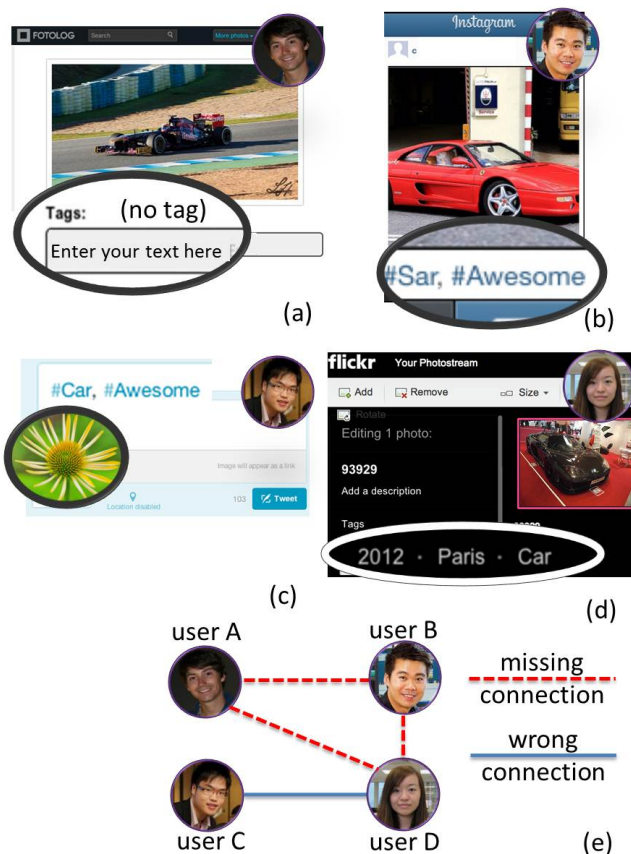 FOTOLOG
Search
More photos
Tags:
(no tag)
Enter your text here
(a)
Instagram
c
#Sar, #Awesome
(b)
#Car, #Awesome
Image will appear as a link
Location disabled
103
Tweet
(c)
flickr
Your Photostream
Add
Remove
Size
Rotate
Editing 1 photo:
93929
Add a description
Tags
2012 · Paris · Car
(d)
user A
user B
missing
connection
wrong
connection
user C
user D
(e)